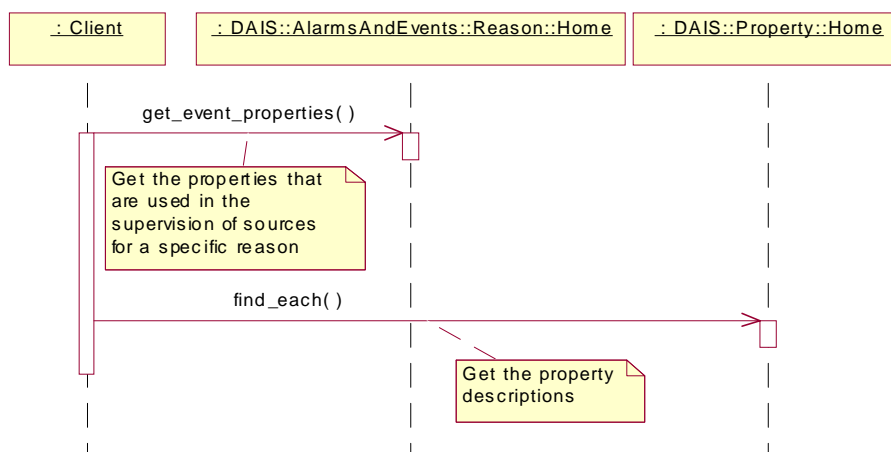 : Client
: DAIS::AlarmsAndEvents::Reason::Home
: DAIS::Property::Home
get_event_properties( )
Get the properties that
are used in the
supervision of sources
for a specific reason
find_each( )
Get the property
descriptions